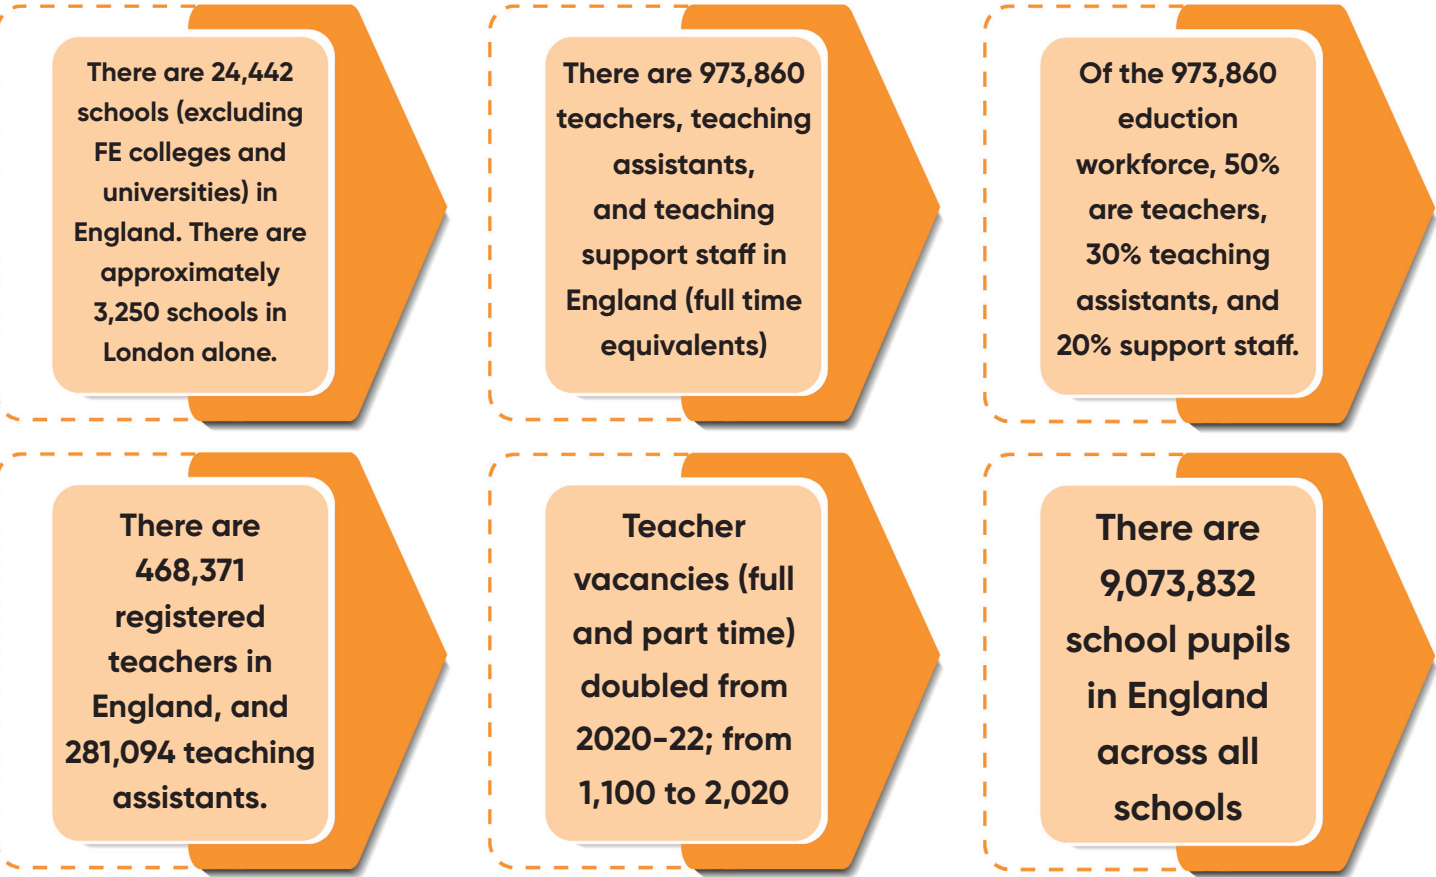 There are 24,442
schools (excluding
FE colleges and
universities) in
England. There are
approximately
3,250 schools in
London alone.
There are 973,860
teachers, teaching
assistants,
and teaching
support staff in
England (full time
equivalents)
Of the 973,860
eduction
workforce, 50%
are teachers,
30% teaching
assistants, and
20% support staff.
There are
468,371
registered
teachers in
England, and
281,094 teaching
assistants.
Teacher
vacancies (full
and part time)
doubled from
2020-22; from
1,100 to 2,020
There are
9,073,832
school pupils
in England
across all
schools